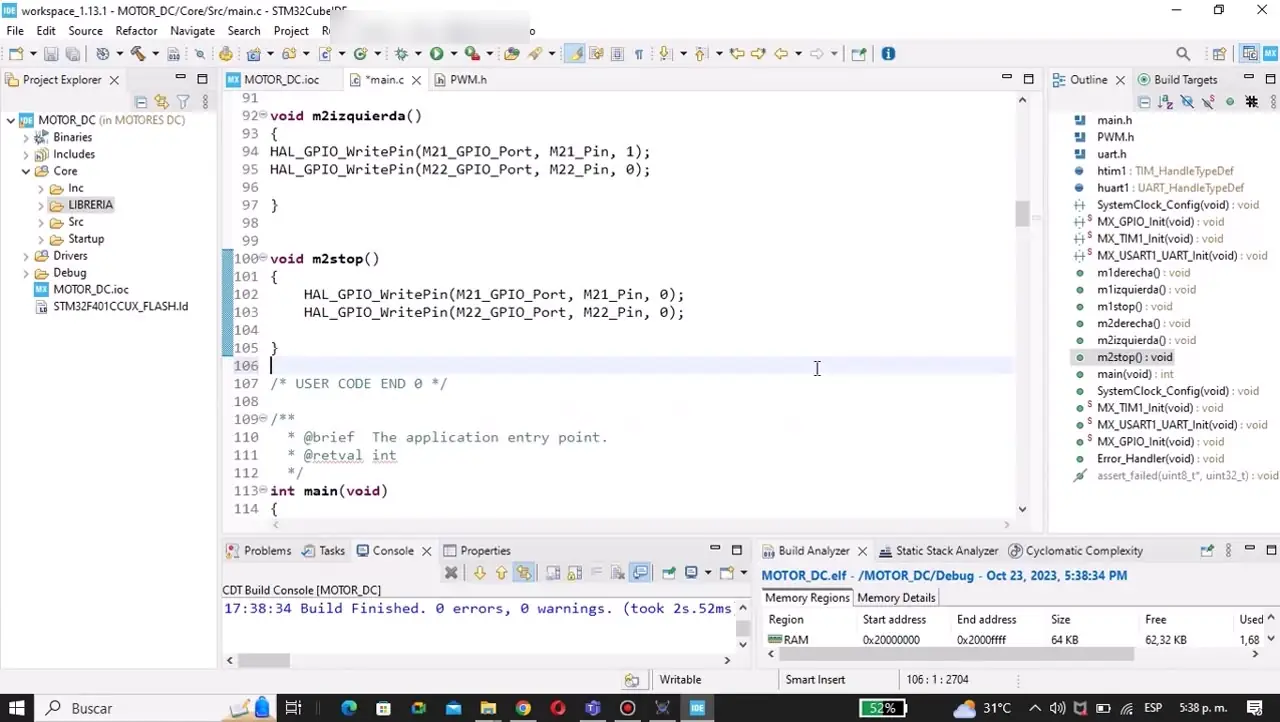 workspace_1.13.1 - MOTOR_DC/Core/Src/main.c - STM32CubeIDE
File Edit Source Refactor Navigate Search Project
Project Explorer
MOTOR_DC (in MOTORES DC)
Binaries
Includes
Core
Inc
LIBRERIA
Src
Startup
Drivers
Debug
MOTOR_DC.ioc
STM32F401CCUX_FLASH.ld
MOTOR_DC.ioc *main.c PWM.h
91
92 void m2izquierda()
93 {
94 HAL_GPIO_WritePin(M21_GPIO_Port, M21_Pin, 1);
95 HAL_GPIO_WritePin(M22_GPIO_Port, M22_Pin, 0);
96
97 }
98
99
100 void m2stop()
101 {
102 HAL_GPIO_WritePin(M21_GPIO_Port, M21_Pin, 0);
103 HAL_GPIO_WritePin(M22_GPIO_Port, M22_Pin, 0);
104
105 }
106
107 /* USER CODE END 0 */
108
109 /**
110 * @brief The application entry point.
111 * @retval int
112 */
113 int main(void)
114 {
Outline Build Targets
main.h
PWM.h
uart.h
htim1 : TIM_HandleTypeDef
huart1 : UART_HandleTypeDef
SystemClock_Config(void) : void
MX_GPIO_Init(void) : void
MX_TIM1_Init(void) : void
MX_USART1_UART_Init(void) : void
m1derecha() : void
m1izquierda() : void
m1stop() : void
m2derecha() : void
m2izquierda() : void
m2stop() : void
main(void) : int
SystemClock_Config(void) : void
MX_TIM1_Init(void) : void
MX_USART1_UART_Init(void) : void
MX_GPIO_Init(void) : void
Error_Handler(void) : void
assert_failed(uint8_t*, uint32_t) : void
Problems Tasks Console Properties
CDT Build Console [MOTOR_DC]
17:38:34 Build Finished. 0 errors, 0 warnings. (took 2s.52ms
Build Analyzer Static Stack Analyzer Cyclomatic Complexity
MOTOR_DC.elf - /MOTOR_DC/Debug - Oct 23, 2023, 5:38:34 PM
Memory Regions Memory Details
Region Start address End address Size Free Used
RAM 0x20000000 0x2000ffff 64 KB 62,32 KB 1,68
Writable Smart Insert 106 : 1 : 2704
Buscar 52% 31°C ESP 5:38 p. m.